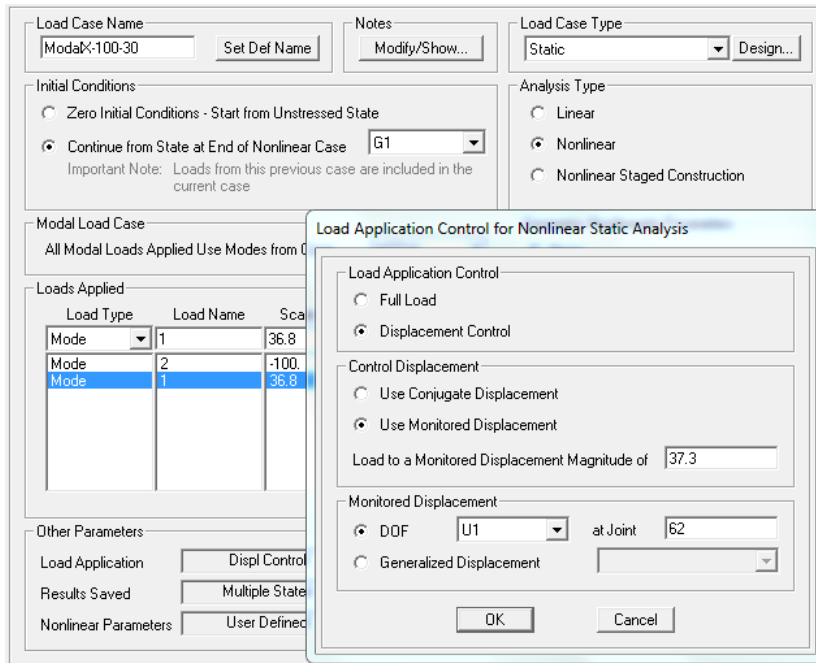 Load Case Name
ModalX-100-30
Set Def Name
Notes
Modify/Show...
Load Case Type
Static
Design...
Initial Conditions
Zero Initial Conditions - Start from Unstressed State
Continue from State at End of Nonlinear Case
G1
Important Note: Loads from this previous case are included in the
current case
Analysis Type
Linear
Nonlinear
Nonlinear Staged Construction
Modal Load Case
All Modal Loads Applied Use Modes from
Loads Applied
Load Type Load Name Sca
Mode 1 36.8
Mode 2 -100.
Mode 1 36.8
Other Parameters
Load Application Displ Control
Results Saved Multiple State
Nonlinear Parameters User Defined
Load Application Control for Nonlinear Static Analysis
Load Application Control
Full Load
Displacement Control
Control Displacement
Use Conjugate Displacement
Use Monitored Displacement
Load to a Monitored Displacement Magnitude of 37.3
Monitored Displacement
DOF U1 at Joint 62
Generalized Displacement
OK Cancel